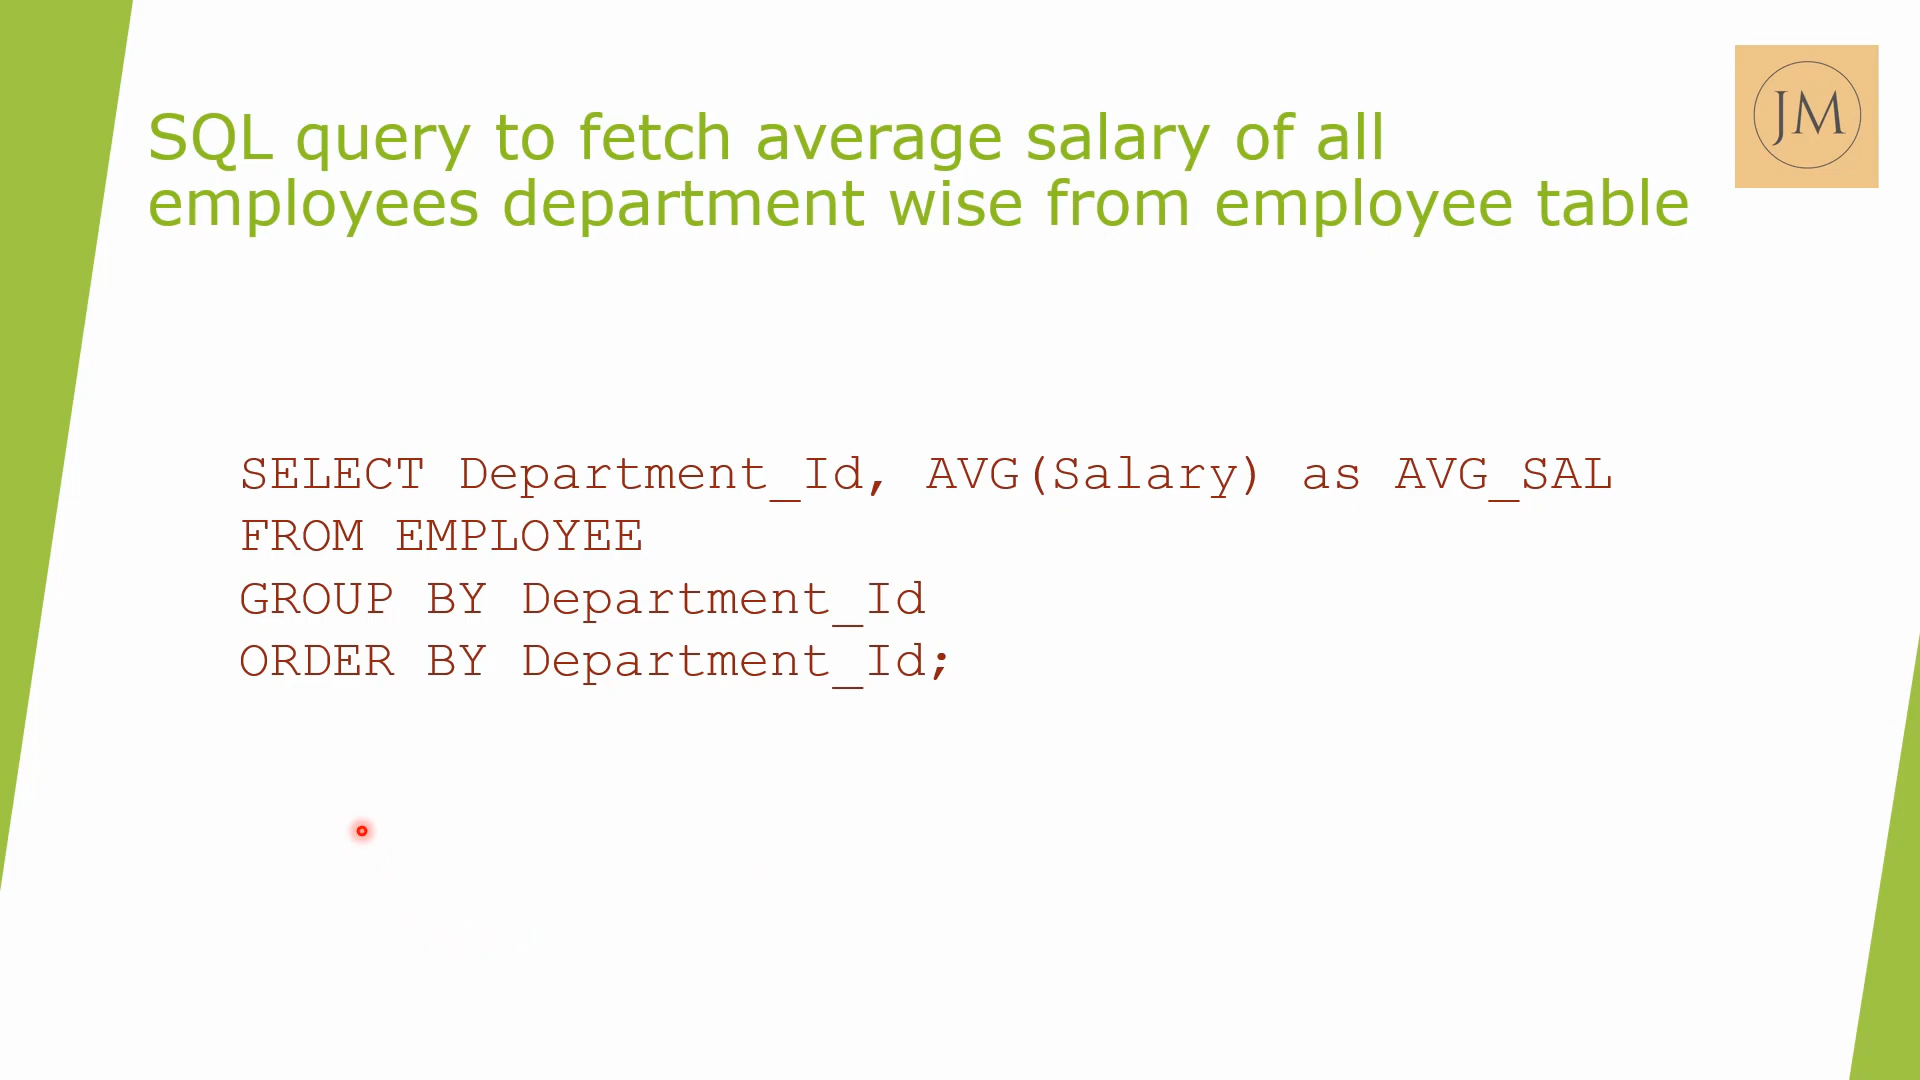 JM
SQL query to fetch average salary of all
employees department wise from employee table
SELECT Department_Id, AVG(Salary) as AVG_SAL
FROM EMPLOYEE
GROUP BY Department_Id
ORDER BY Department_Id;